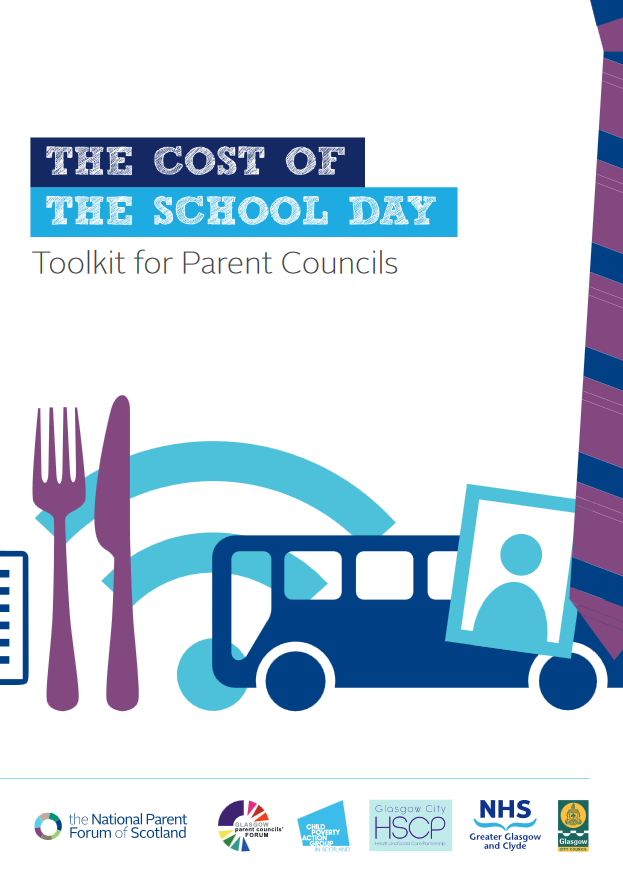 THE COST OF
THE SCHOOL DAY
Toolkit for Parent Councils
the National Parent
Forum of Scotland
GLASGOW
parent councils'
FORUM
CHILD
POVERTY
ACTION
GROUP
IN SCOTLAND
Glasgow City
HSCP
Health and Social Care Partnership
NHS
Greater Glasgow
and Clyde
Glasgow
CITY COUNCIL